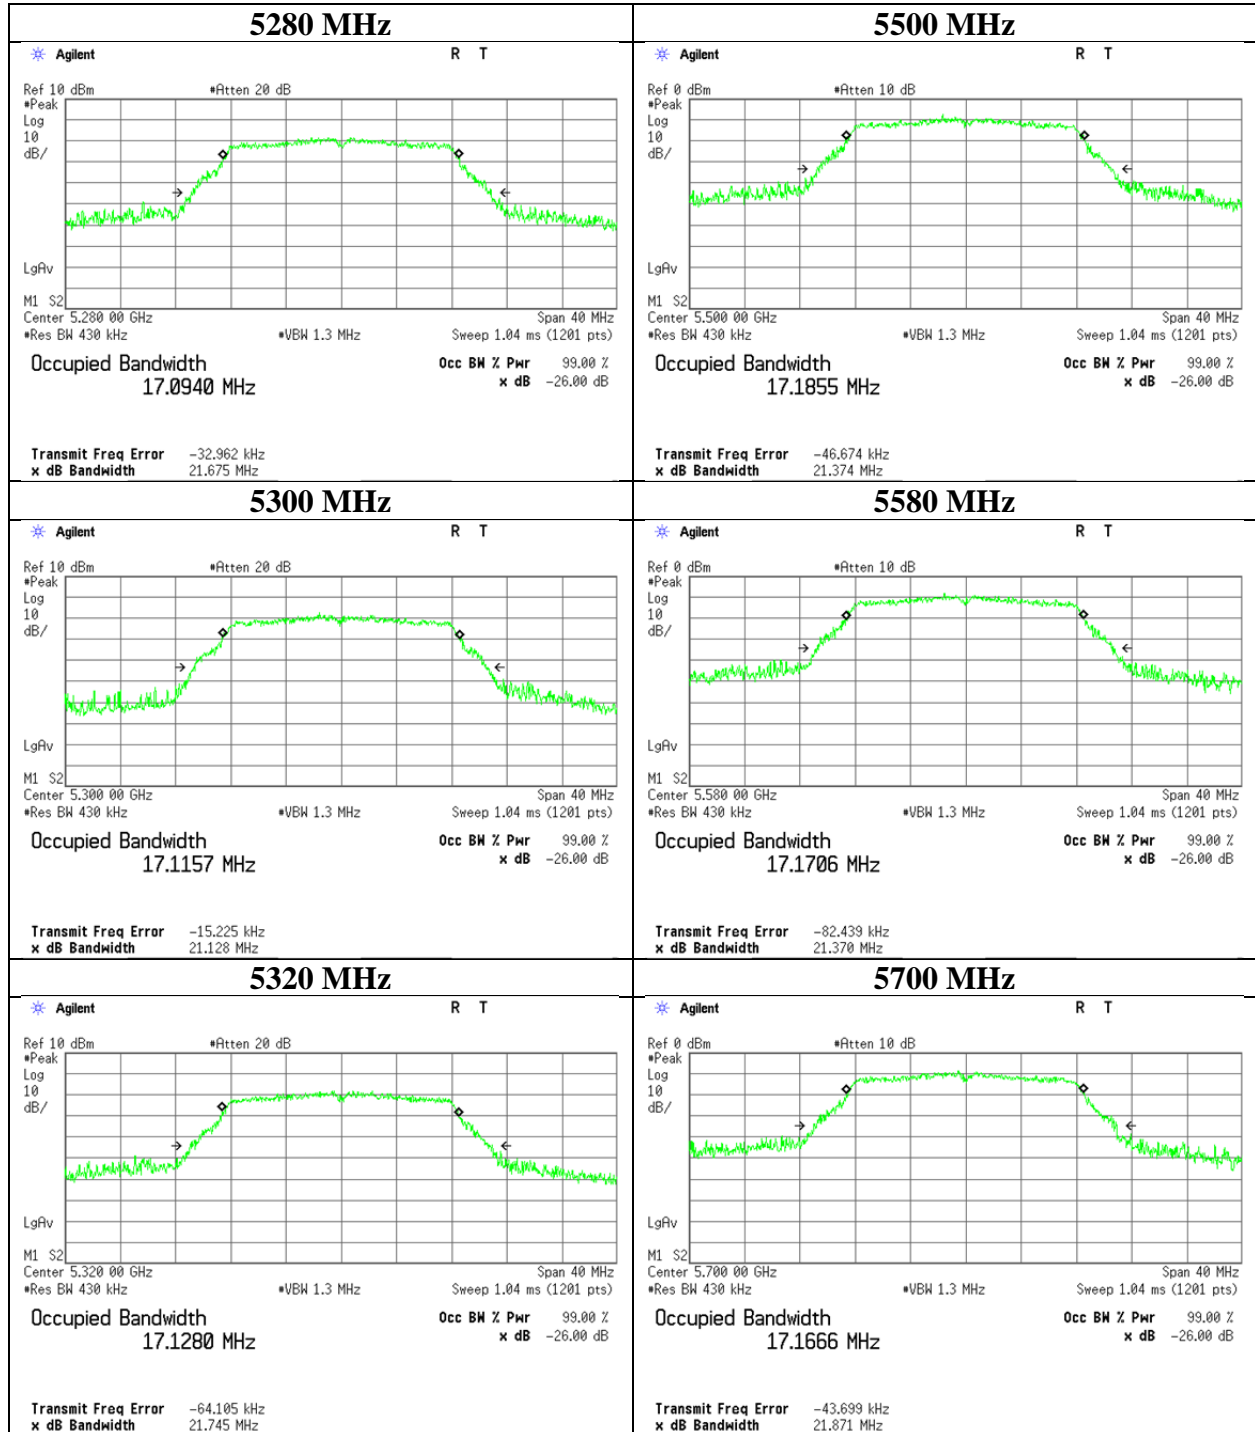 5280 MHz
Agilent R T
Ref 10 dBm #Atten 20 dB
#Peak
Log
10
dB/
LgAv
M1 S2
Center 5.280 00 GHz Span 40 MHz
#Res BW 430 kHz #VBW 1.3 MHz Sweep 1.04 ms (1201 pts)
Occupied Bandwidth Occ BW % Pwr 99.00 %
17.0940 MHz x dB -26.00 dB
Transmit Freq Error -32.962 kHz
x dB Bandwidth 21.675 MHz
5500 MHz
Agilent R T
Ref 0 dBm #Atten 10 dB
#Peak
Log
10
dB/
LgAv
M1 S2
Center 5.500 00 GHz Span 40 MHz
#Res BW 430 kHz #VBW 1.3 MHz Sweep 1.04 ms (1201 pts)
Occupied Bandwidth Occ BW % Pwr 99.00 %
17.1855 MHz x dB -26.00 dB
Transmit Freq Error -46.674 kHz
x dB Bandwidth 21.374 MHz
5300 MHz
Agilent R T
Ref 10 dBm #Atten 20 dB
#Peak
Log
10
dB/
LgAv
M1 S2
Center 5.300 00 GHz Span 40 MHz
#Res BW 430 kHz #VBW 1.3 MHz Sweep 1.04 ms (1201 pts)
Occupied Bandwidth Occ BW % Pwr 99.00 %
17.1157 MHz x dB -26.00 dB
Transmit Freq Error -15.225 kHz
x dB Bandwidth 21.128 MHz
5580 MHz
Agilent R T
Ref 0 dBm #Atten 10 dB
#Peak
Log
10
dB/
LgAv
M1 S2
Center 5.580 00 GHz Span 40 MHz
#Res BW 430 kHz #VBW 1.3 MHz Sweep 1.04 ms (1201 pts)
Occupied Bandwidth Occ BW % Pwr 99.00 %
17.1706 MHz x dB -26.00 dB
Transmit Freq Error -82.439 kHz
x dB Bandwidth 21.370 MHz
5320 MHz
Agilent R T
Ref 10 dBm #Atten 20 dB
#Peak
Log
10
dB/
LgAv
M1 S2
Center 5.320 00 GHz Span 40 MHz
#Res BW 430 kHz #VBW 1.3 MHz Sweep 1.04 ms (1201 pts)
Occupied Bandwidth Occ BW % Pwr 99.00 %
17.1280 MHz x dB -26.00 dB
Transmit Freq Error -64.105 kHz
x dB Bandwidth 21.745 MHz
5700 MHz
Agilent R T
Ref 0 dBm #Atten 10 dB
#Peak
Log
10
dB/
LgAv
M1 S2
Center 5.700 00 GHz Span 40 MHz
#Res BW 430 kHz #VBW 1.3 MHz Sweep 1.04 ms (1201 pts)
Occupied Bandwidth Occ BW % Pwr 99.00 %
17.1666 MHz x dB -26.00 dB
Transmit Freq Error -43.699 kHz
x dB Bandwidth 21.871 MHz